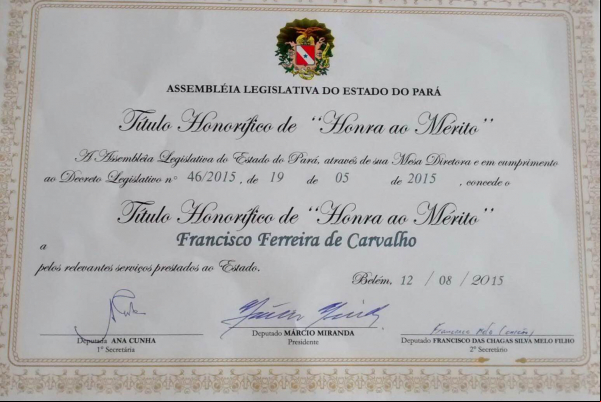 ASSEMBLÉIA LEGISLATIVA DO ESTADO DO PARÁ
Título Honorífico de "Honra ao Mérito"
A Assembléia Legislativa do Estado do Pará, através de sua Mesa Diretora e em cumprimento
ao Decreto Legislativo nº 46/2015 , de 19 de 05 de 2015 , concede o
Título Honorífico de "Honra ao Mérito"
Francisco Ferreira de Carvalho
a
pelos relevantes serviços prestados ao Estado.
Belém, 12 / 08 / 2015
Deputada ANA CUNHA
1ª Secretária
Deputado MÁRCIO MIRANDA
Presidente
Deputado FRANCISCO DAS CHAGAS SILVA MELO FILHO
2º Secretário